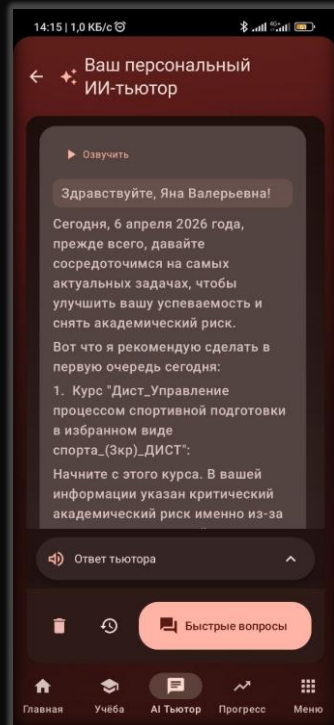 14:15 | 1,0 КБ/с
4G+
Ваш персональный
ИИ-тьютор
Озвучить
Здравствуйте, Яна Валерьевна!
Сегодня, 6 апреля 2026 года,
прежде всего, давайте
сосредоточимся на самых
актуальных задачах, чтобы
улучшить вашу успеваемость и
снять академический риск.
Вот что я рекомендую сделать в
первую очередь сегодня:
1. Курс "Дист_Управление
процессом спортивной подготовки
в избранном виде
спорта_(3кр)_ДИСТ":
Начните с этого курса. В вашей
информации указан критический
академический риск именно из-за
Ответ тьютора
Быстрые вопросы
Главная Учёба AI Тьютор Прогресс Меню